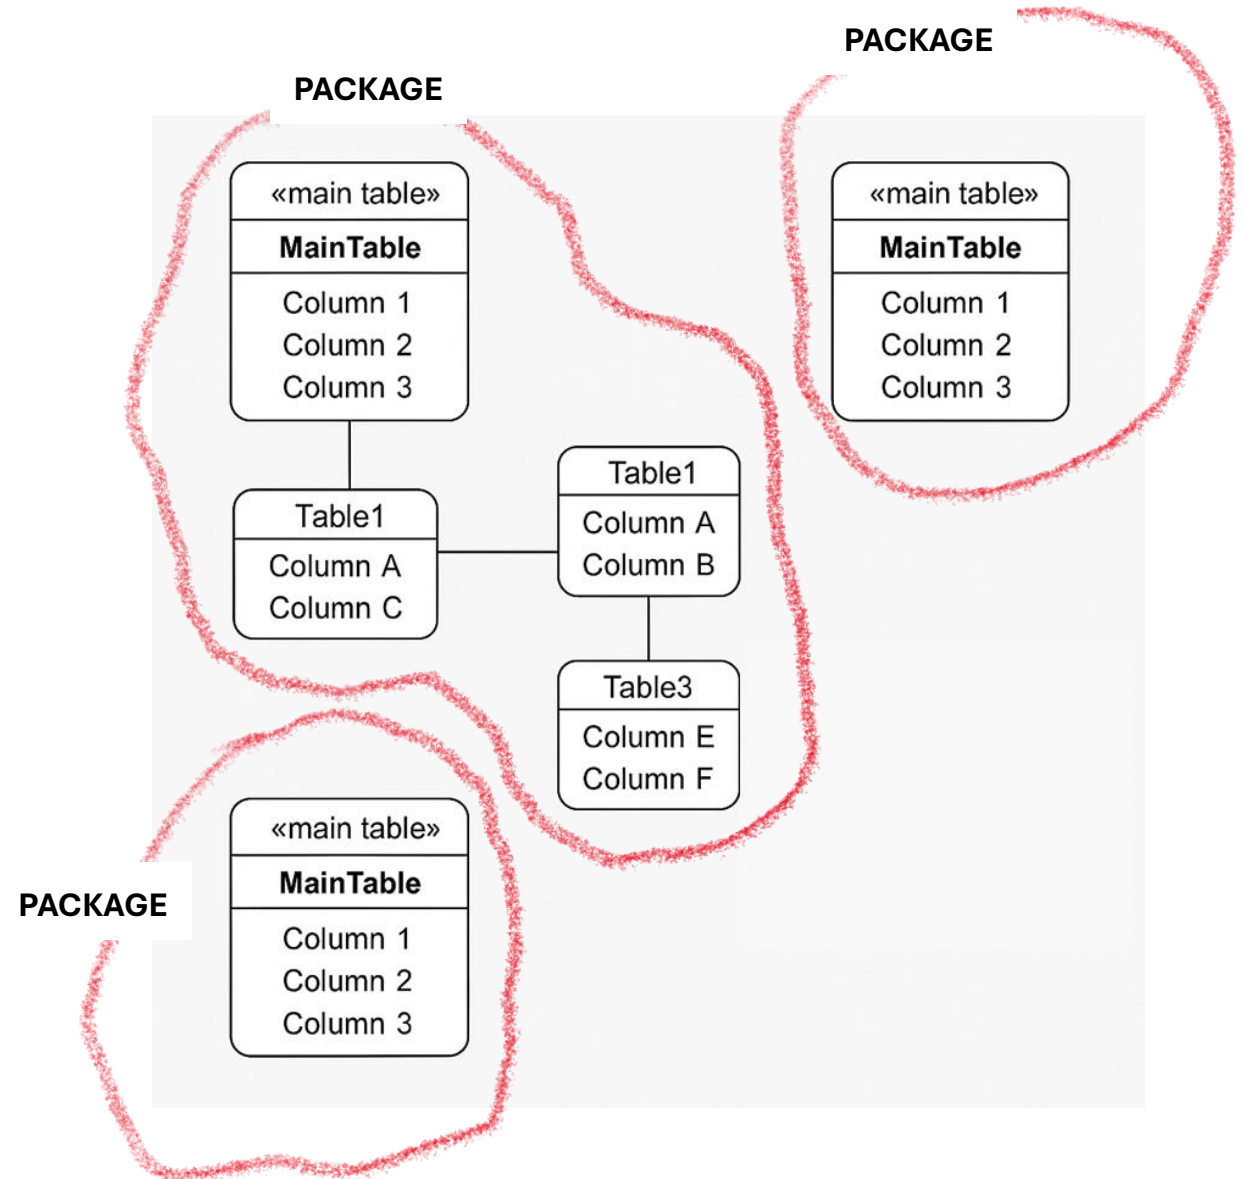 PACKAGE
«main table»
MainTable
Column 1
Column 2
Column 3
Table1
Column A
Column C
Table1
Column A
Column B
Table3
Column E
Column F
PACKAGE
«main table»
MainTable
Column 1
Column 2
Column 3
PACKAGE
«main table»
MainTable
Column 1
Column 2
Column 3